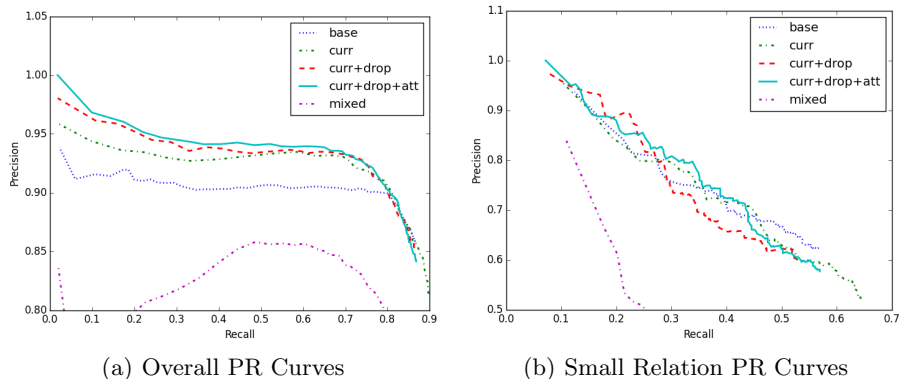 1.05
1.00
0.95
0.90
0.85
0.80
Precision
0.0 0.1 0.2 0.3 0.4 0.5 0.6 0.7 0.8 0.9
Recall
base
curr
curr+drop
curr+drop+att
mixed
(a) Overall PR Curves
1.1
1.0
0.9
0.8
0.7
0.6
0.5
Precision
0.0 0.1 0.2 0.3 0.4 0.5 0.6 0.7
Recall
base
curr
curr+drop
curr+drop+att
mixed
(b) Small Relation PR Curves